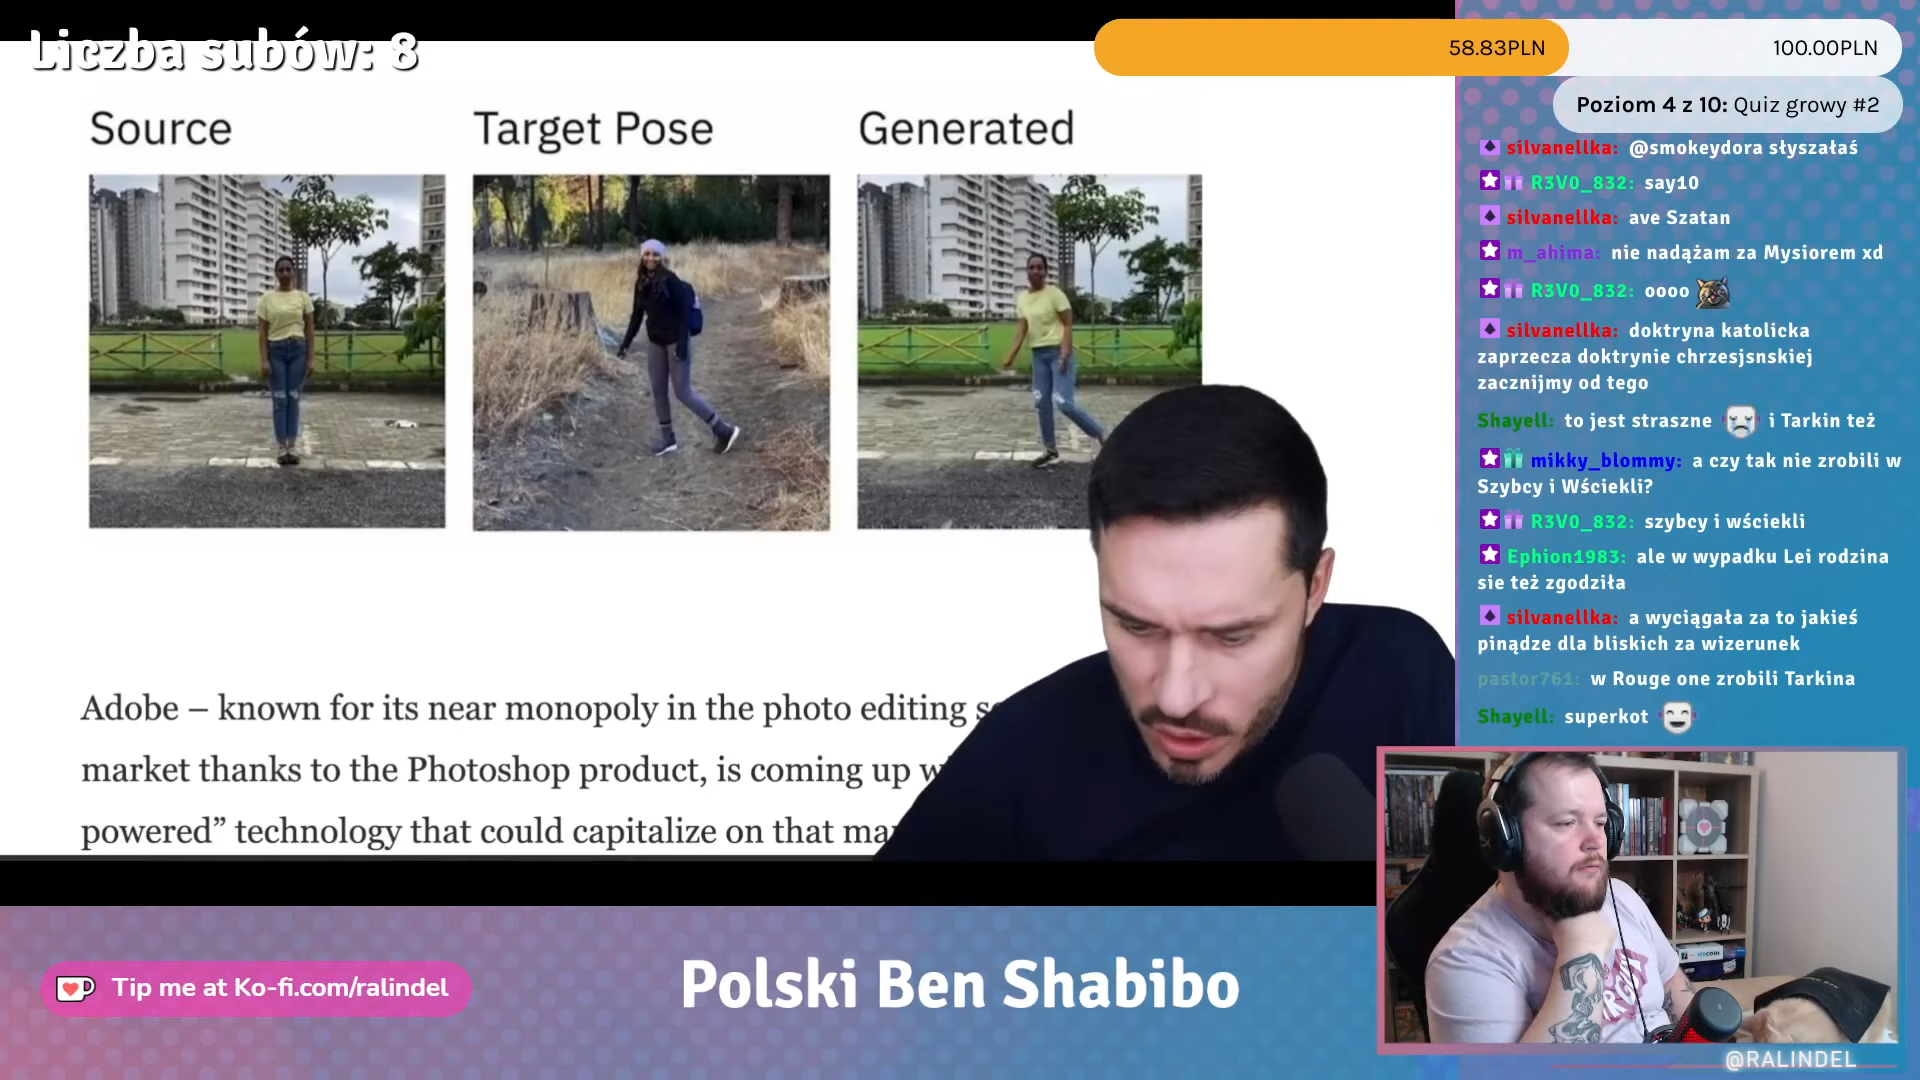 Liczba subów: 8
58.83PLN
100.00PLN
Poziom 4 z 10: Quiz growy #2
Source
Target Pose
Generated
Adobe – known for its near monopoly in the photo editing
market thanks to the Photoshop product, is coming up
powered” technology that could capitalize on that
silvanellka: @smokeydora słyszałaś
R3V0_832: say10
silvanellka: ave Szatan
m_ahima: nie nadążam za Mysiorem xd
R3V0_832: oooo
silvanellka: doktryna katolicka
zaprzecza doktrynie chrzesjsnskiej
zacznijmy od tego
Shayell: to jest straszne i Tarkin też
mikky_blommy: a czy tak nie zrobili w
Szybcy i Wściekli?
R3V0_832: szybcy i wściekli
Ephion1983: ale w wypadku Lei rodzina
sie też zgodziła
silvanellka: a wyciągała za to jakieś
pinądze dla bliskich za wizerunek
pastor761: w Rouge one zrobili Tarkina
Shayell: superkot
Tip me at Ko-fi.com/ralindel
Polski Ben Shabibo
@RALINDEL